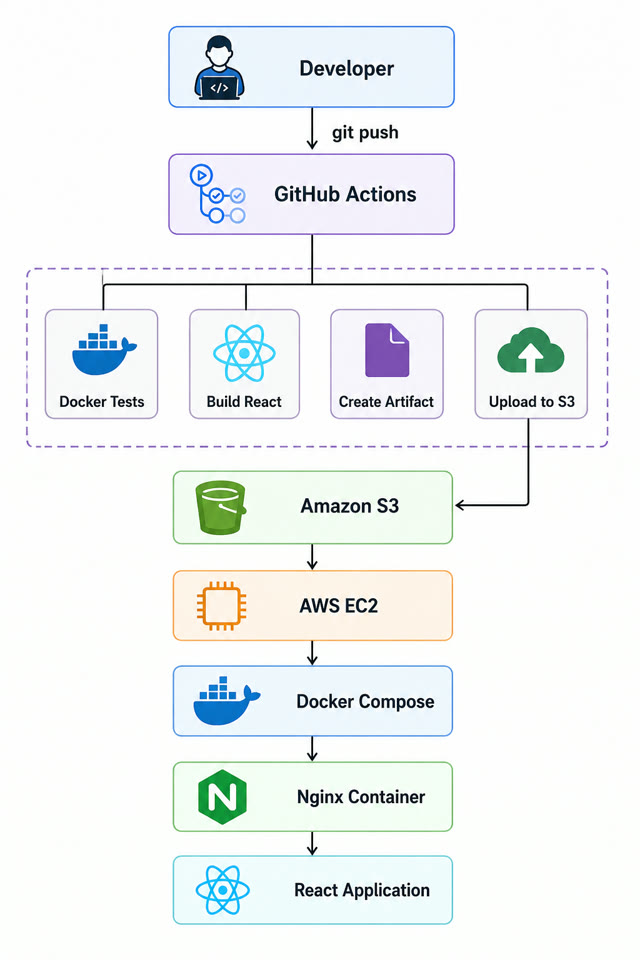 Developer
</>
git push
GitHub Actions
Docker Tests
Build React
Create Artifact
Upload to S3
Amazon S3
AWS EC2
Docker Compose
N
Nginx Container
React Application